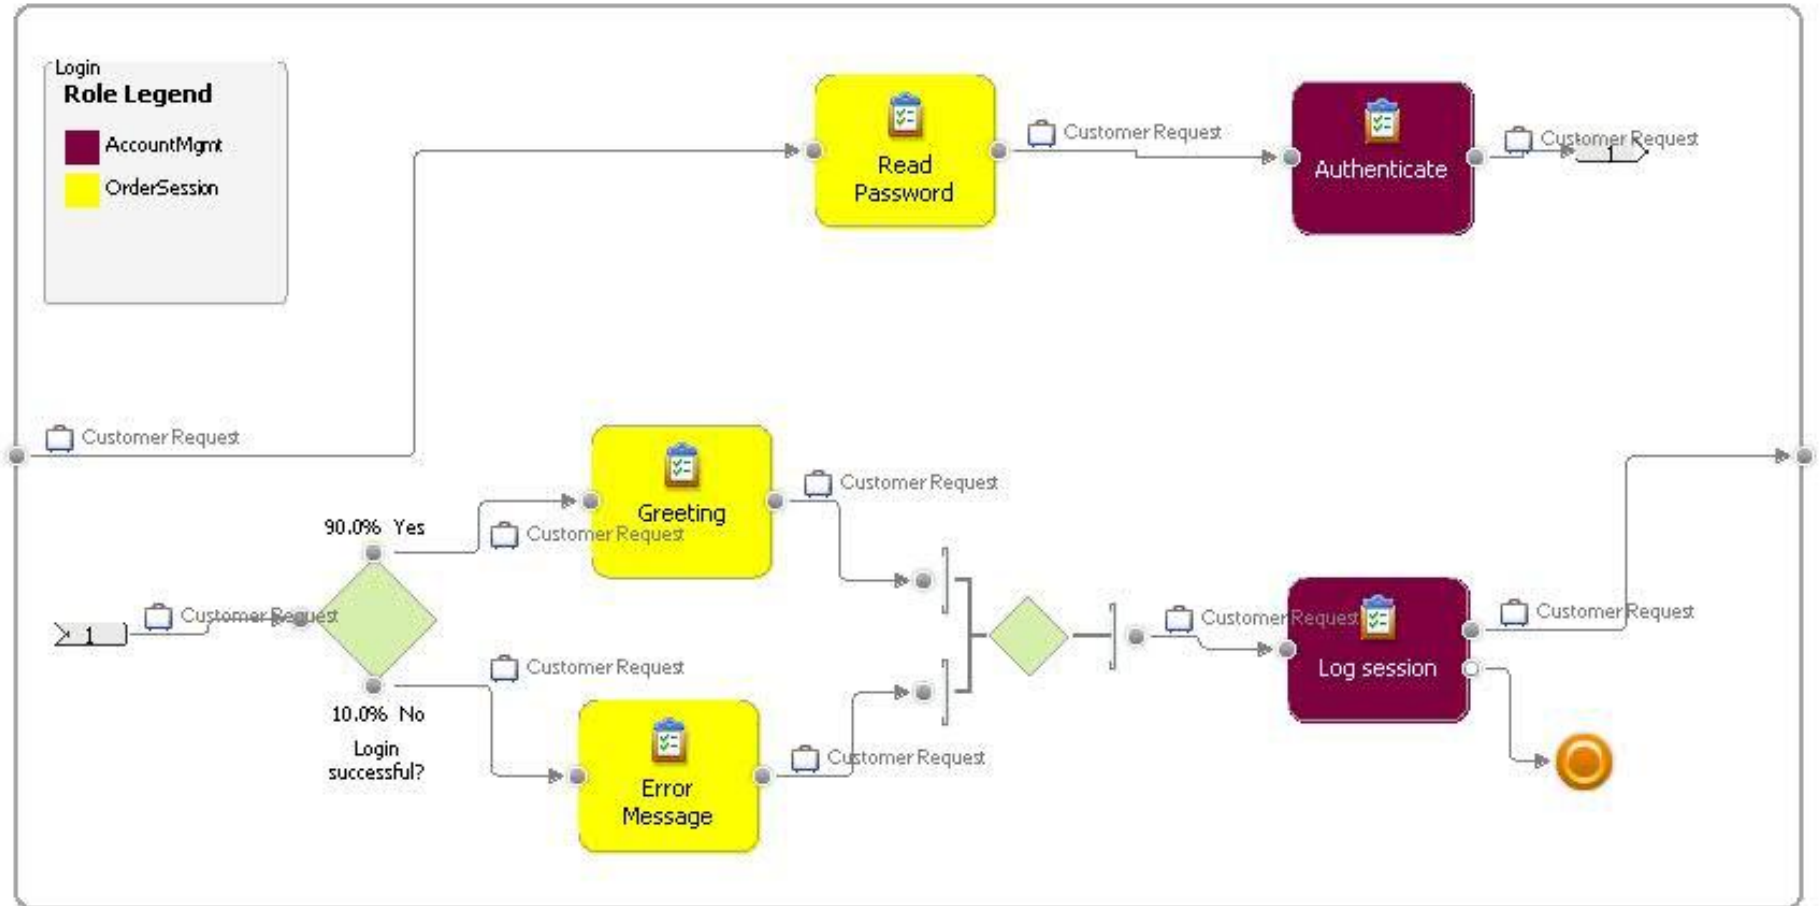 Login
Role Legend
AccountMgmt
OrderSession
Read
Password
Customer Request
Authenticate
Customer Request
1
Customer Request
Greeting
Customer Request
90.0% Yes
Customer Request
1
Customer Request
10.0% No
Login
successful?
Customer Request
Error
Message
Customer Request
Customer Request
Log session
Customer Request